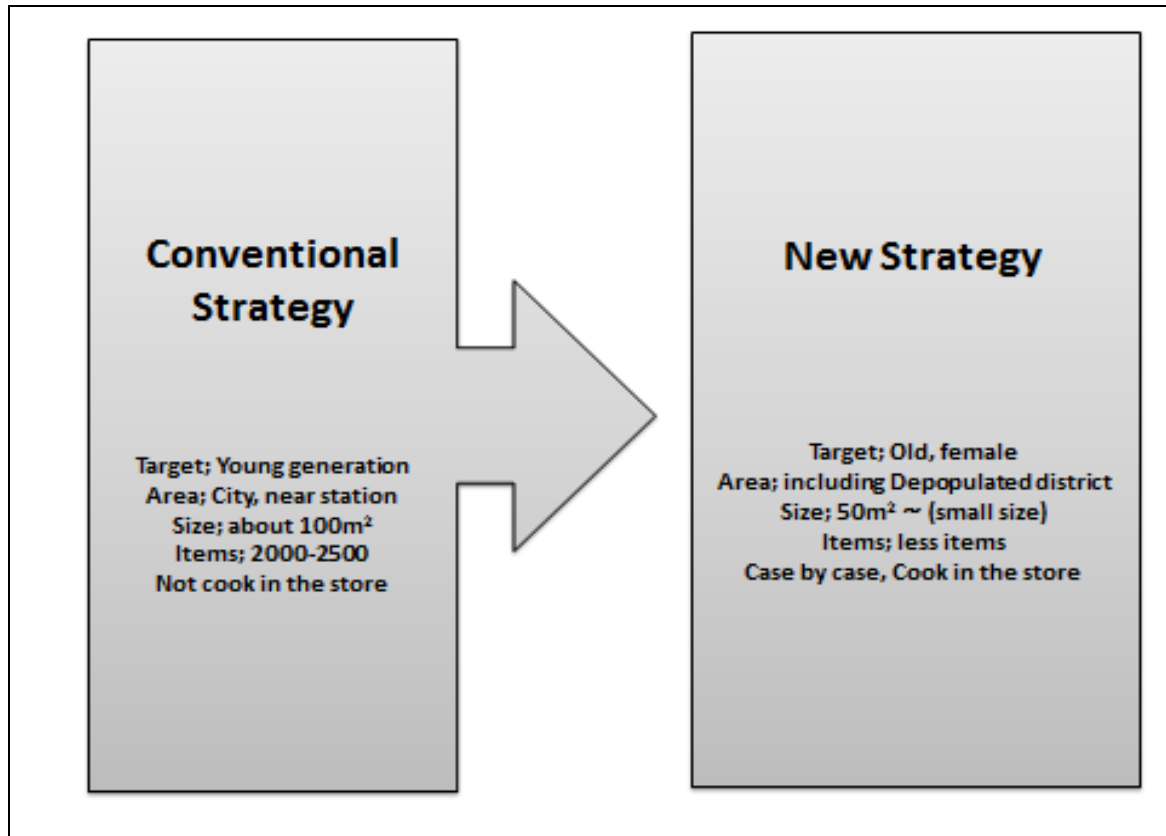 Conventional
Strategy
Target; Young generation
Area; City, near station
Size; about 100m²
Items; 2000-2500
Not cook in the store
New Strategy
Target; Old, female
Area; including Depopulated district
Size; 50m² ~ (small size)
Items; less items
Case by case, Cook in the store